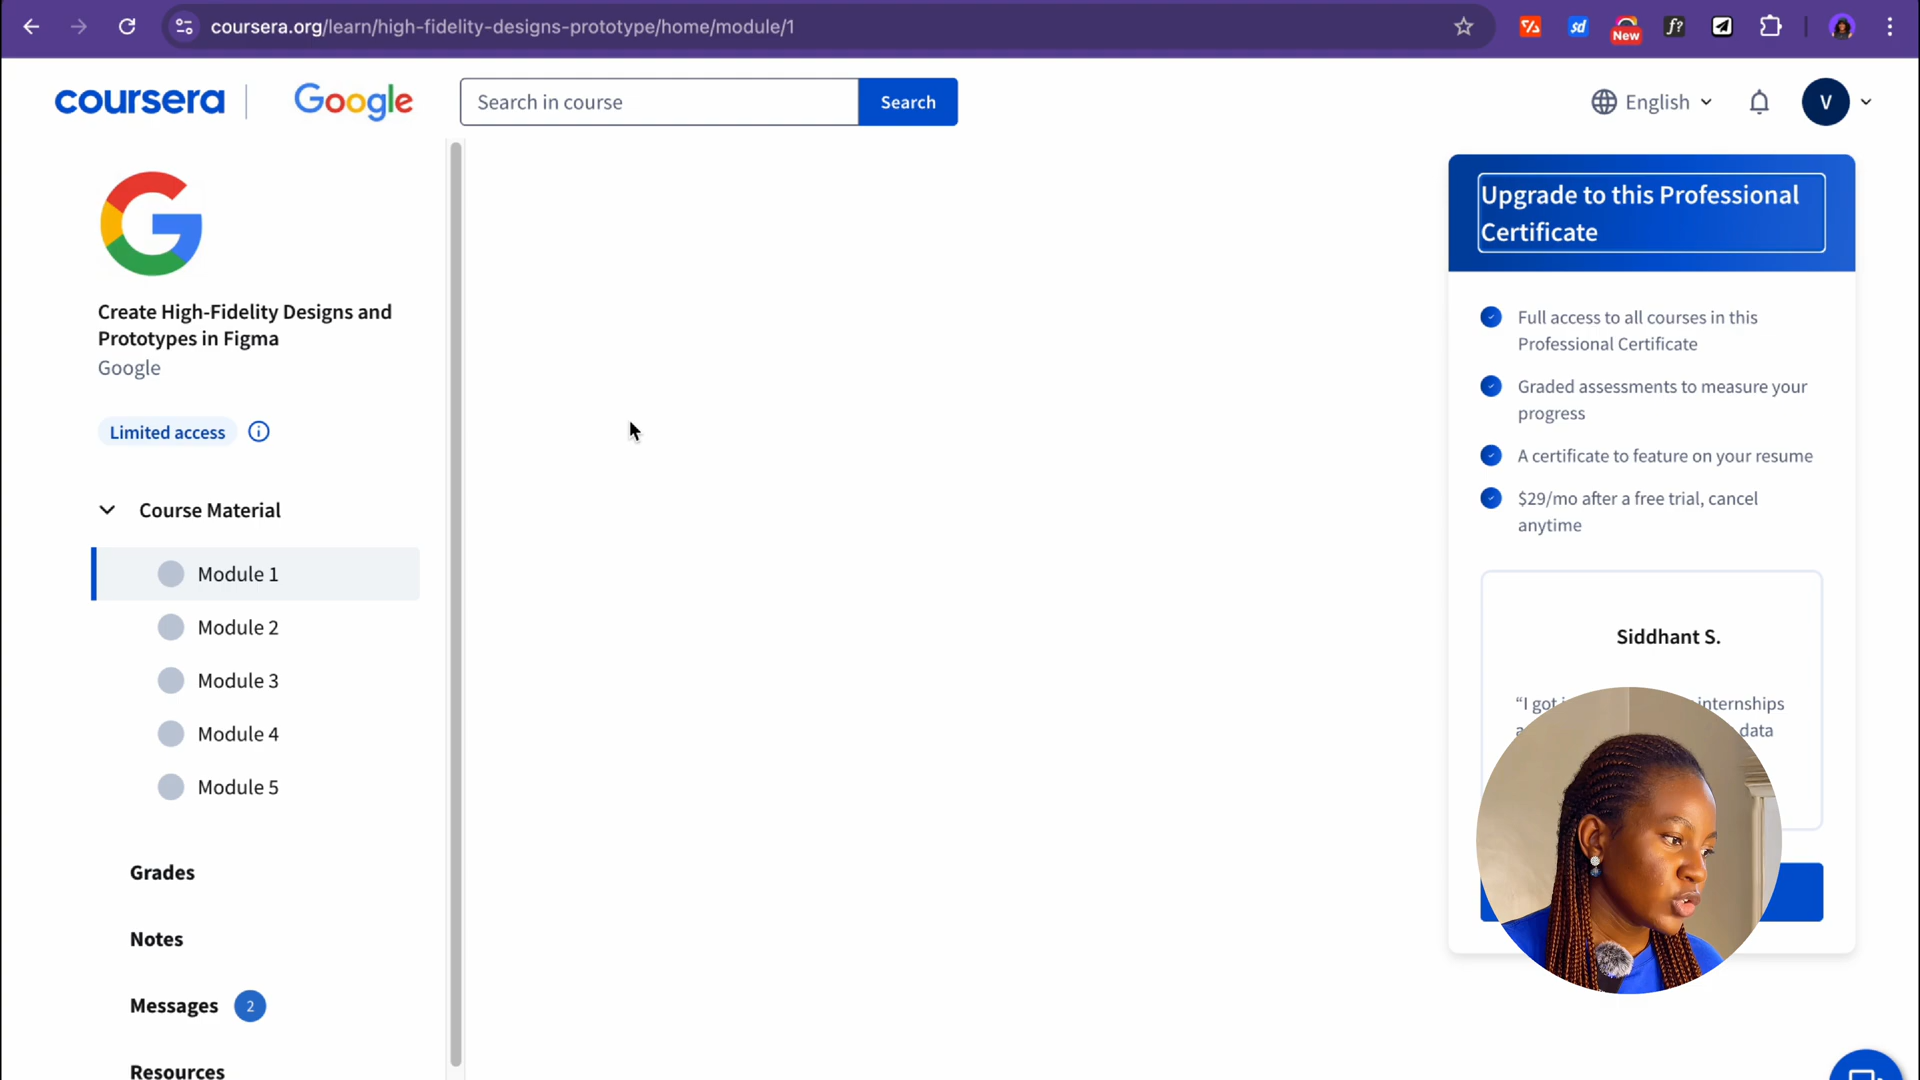 coursera.org/learn/high-fidelity-designs-prototype/home/module/1
sd
New
f?
coursera
Google
Search in course
Search
English
V
Create High-Fidelity Designs and
Prototypes in Figma
Google
Limited access
Course Material
Module 1
Module 2
Module 3
Module 4
Module 5
Grades
Notes
Messages 2
Resources
Upgrade to this Professional
Certificate
Full access to all courses in this
Professional Certificate
Graded assessments to measure your
progress
A certificate to feature on your resume
$29/mo after a free trial, cancel
anytime
Siddhant S.
“I got internships
data